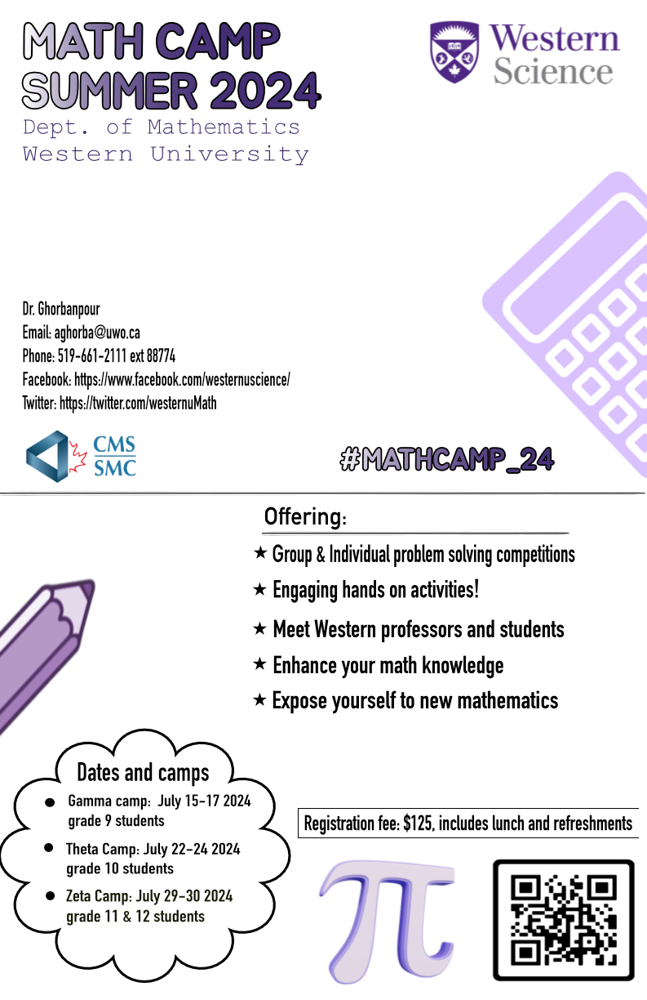 MATH CAMP
SUMMER 2024
Dept. of Mathematics
Western University
Western
Science
Dr. Ghorbanpour
Email: aghorba@uwo.ca
Phone: 519-661-2111 ext 88774
Facebook: https://www.facebook.com/westernuscience/
Twitter: https://twitter.com/westernuMath
CMS
SMC
#MATHCAMP_24
Offering:
★ Group & Individual problem solving competitions
★ Engaging hands on activities!
★ Meet Western professors and students
★ Enhance your math knowledge
★ Expose yourself to new mathematics
Dates and camps
● Gamma camp: July 15-17 2024
grade 9 students
● Theta Camp: July 22-24 2024
grade 10 students
● Zeta Camp: July 29-30 2024
grade 11 & 12 students
Registration fee: $125, includes lunch and refreshments
π